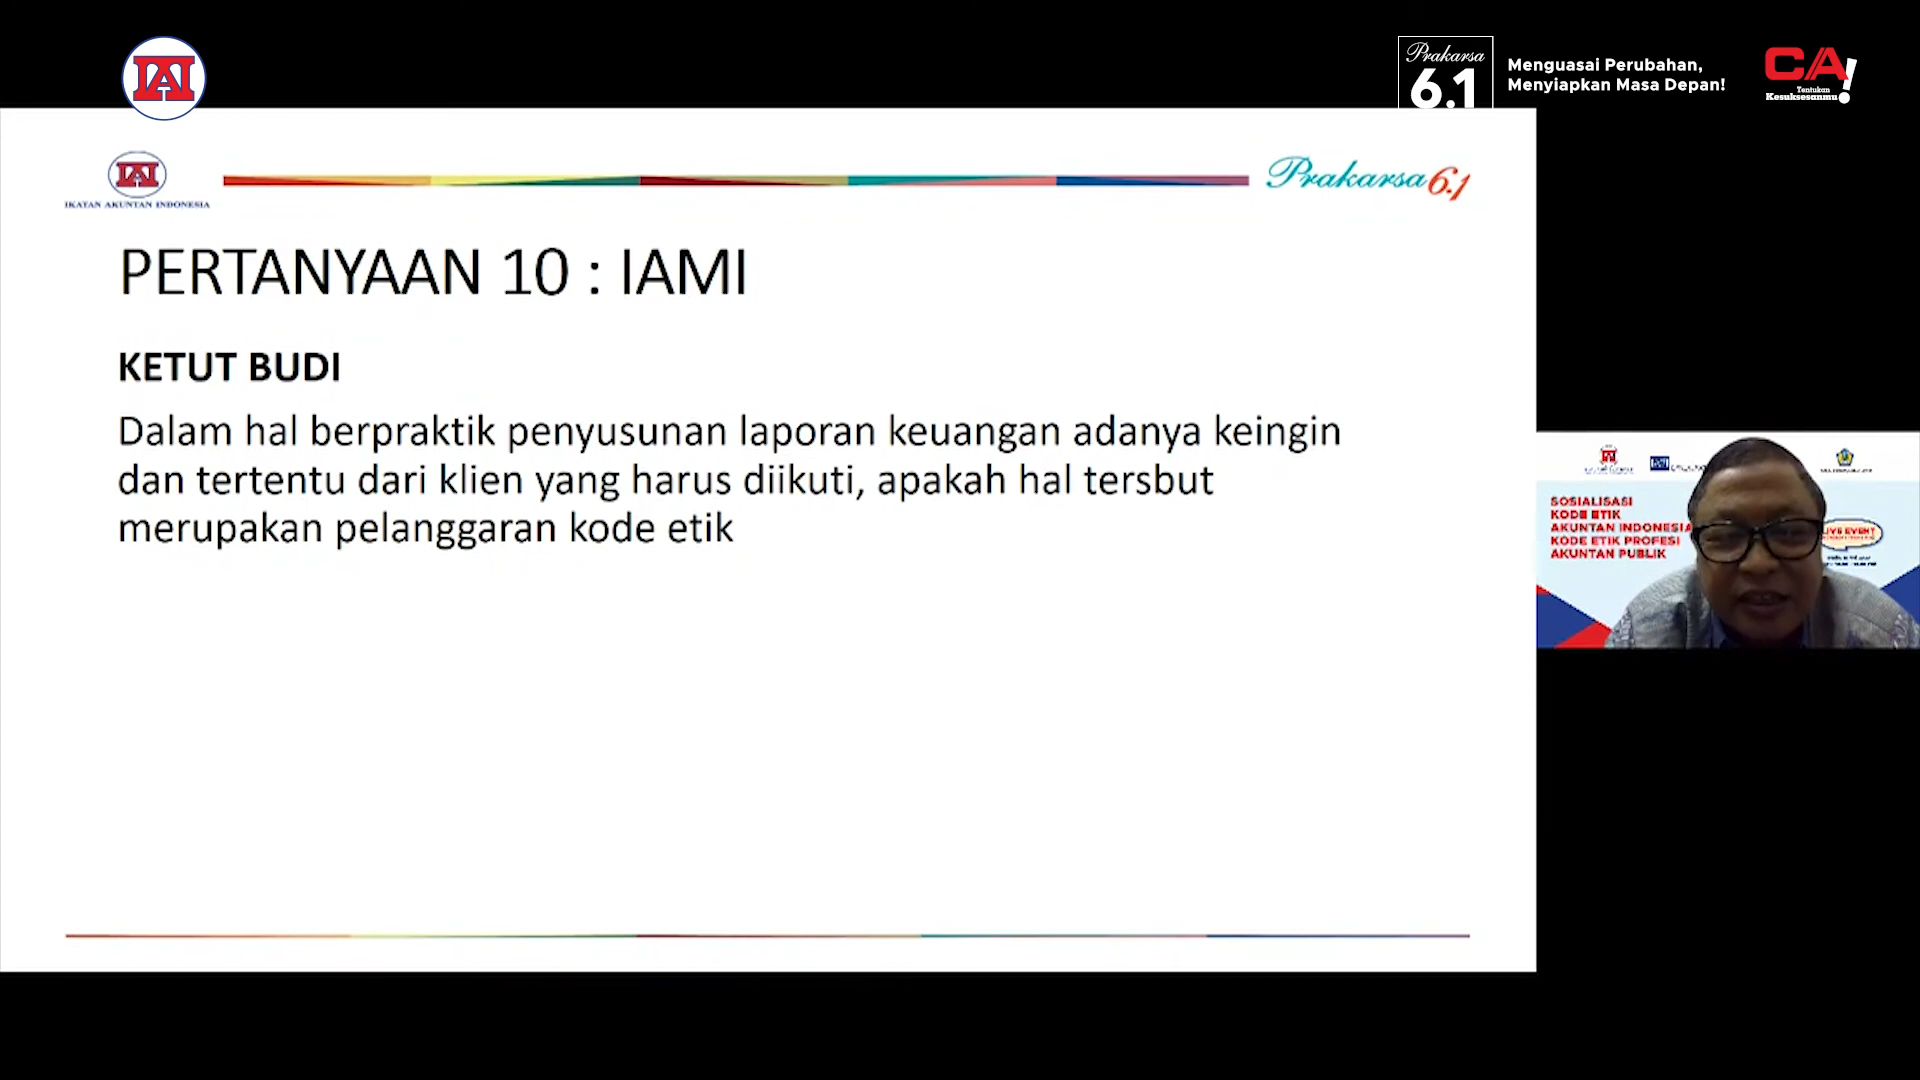 IAI
Prakarsa
6.1
Menguasai Perubahan,
Menyiapkan Masa Depan!
CA!
Tentukan
Kesuksesanmu
IAI
IKATAN AKUNTAN INDONESIA
Prakarsa 6.1
PERTANYAAN 10 : IAMI
KETUT BUDI
Dalam hal berpraktik penyusunan laporan keuangan adanya keingin
dan tertentu dari klien yang harus diikuti, apakah hal tersbut
merupakan pelanggaran kode etik
SOSIALISASI
KODE ETIK
AKUNTAN INDONESIA
KODE ETIK PROFESI
AKUNTAN PUBLIK
LIVE EVENT